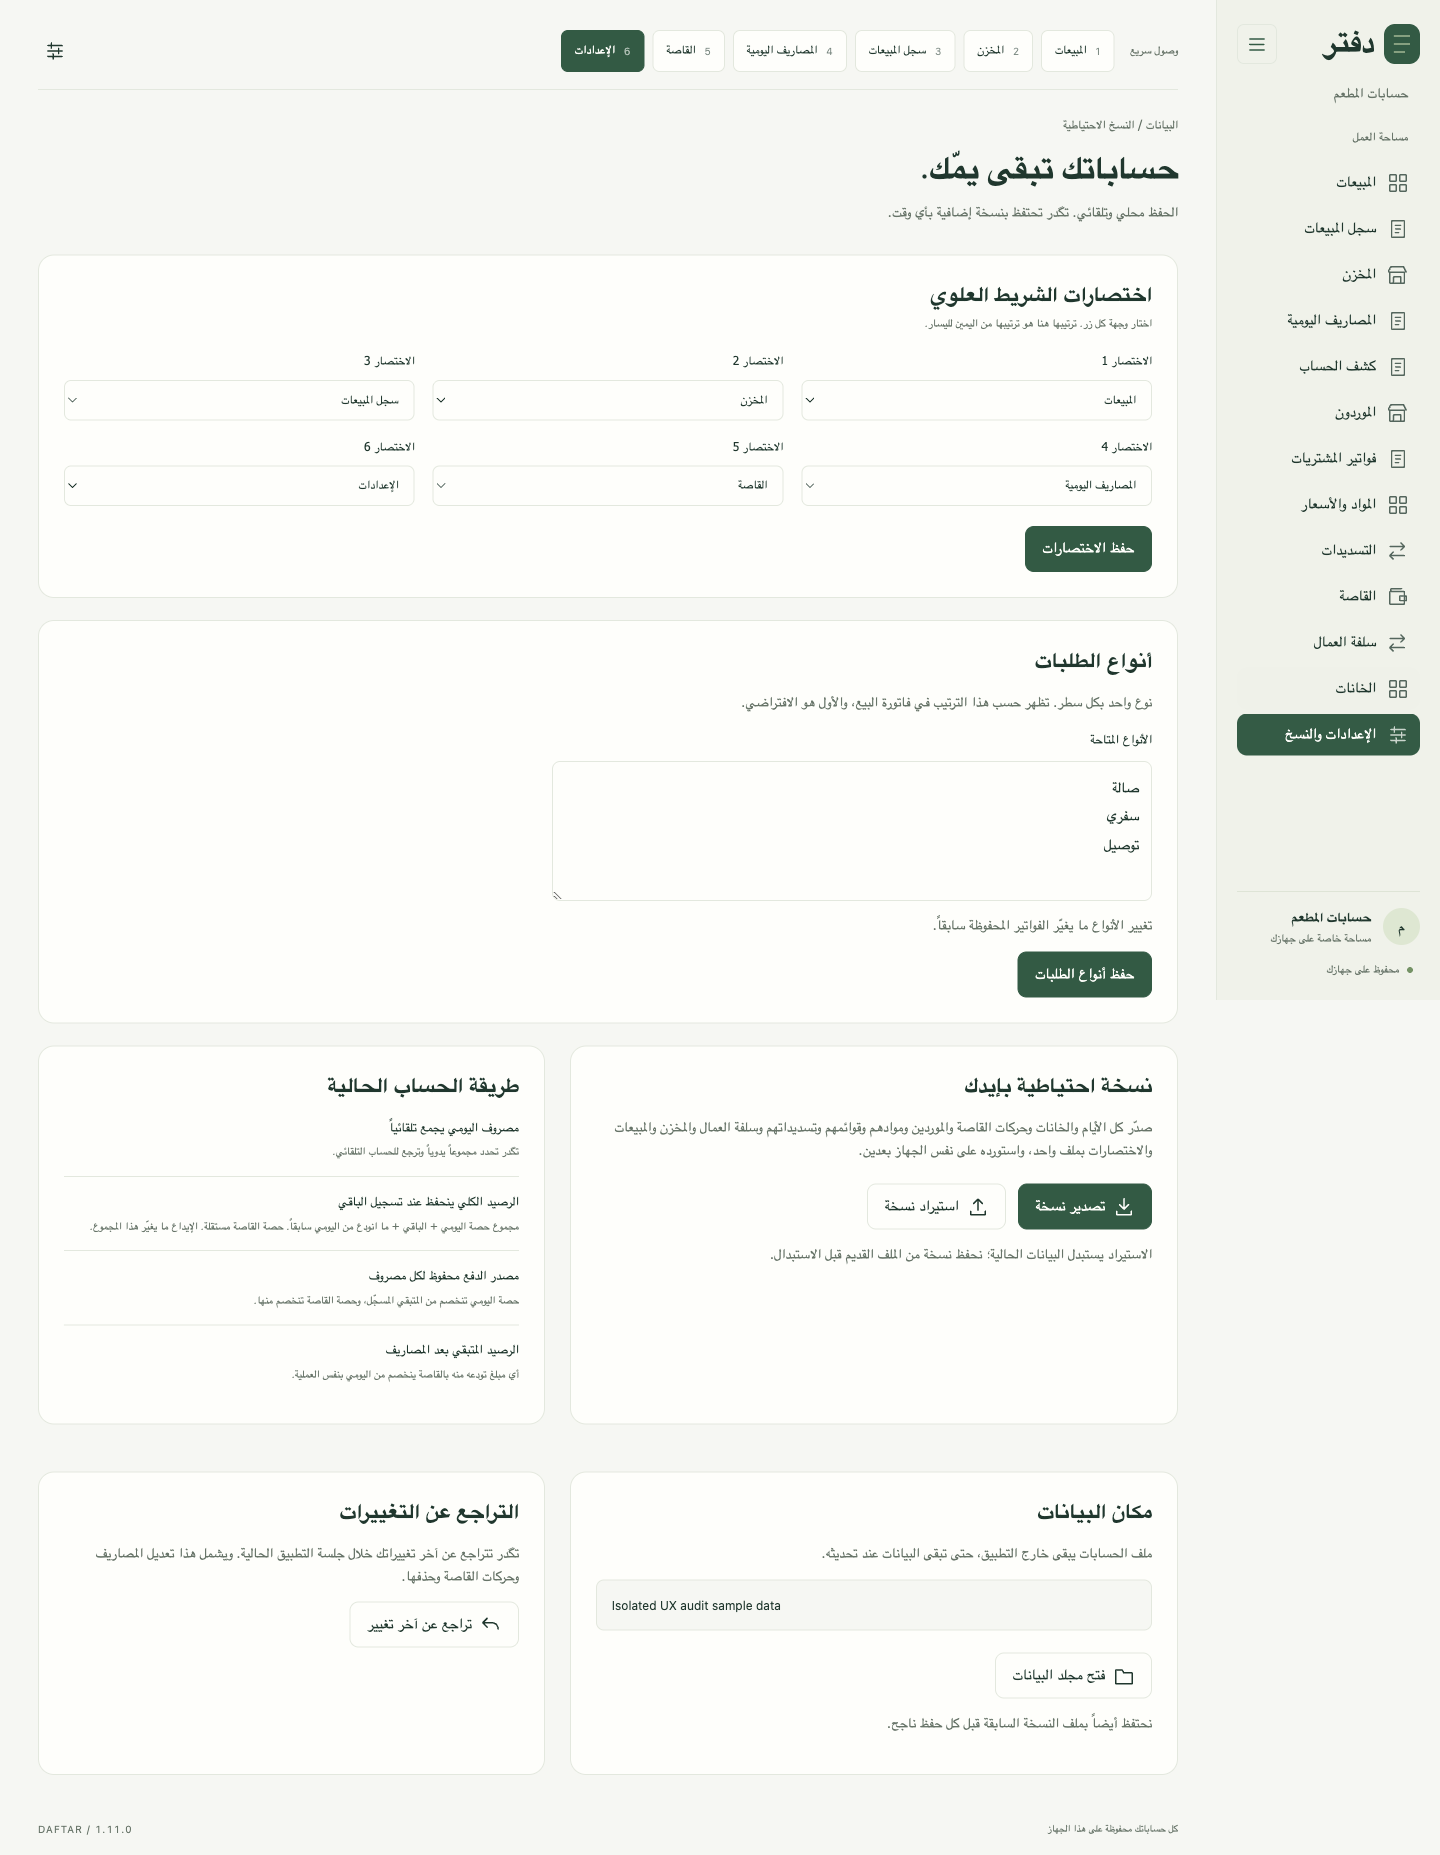 دفتر
حسابات المطعم
مساحة العمل
المبيعات
سجل المبيعات
المخزن
المصاريف اليومية
كشف الحساب
الموردون
فواتير المشتريات
المواد والأسعار
التسديدات
القاصة
سلفة العمال
الخانات
الإعدادات والنسخ
م
حسابات المطعم
مساحة خاصة على جهازك
محفوظ على جهازك
وصول سريع
1 المبيعات
2 المخزن
3 سجل المبيعات
4 المصاريف اليومية
5 القاصة
6 الإعدادات
البيانات / النسخ الاحتياطية
حساباتك تبقى يمّك.
الحفظ محلي وتلقائي. تگدر تحتفظ بنسخة إضافية بأي وقت.
اختصارات الشريط العلوي
اختار وجهة كل زر. ترتيبها هنا هو ترتيبها من اليمين لليسار.
الاختصار 1
المبيعات
الاختصار 2
المخزن
الاختصار 3
سجل المبيعات
الاختصار 4
المصاريف اليومية
الاختصار 5
القاصة
الاختصار 6
الإعدادات
حفظ الاختصارات
أنواع الطلبات
نوع واحد بكل سطر. تظهر حسب هذا الترتيب في فاتورة البيع، والأول هو الافتراضي.
الأنواع المتاحة
صالة
سفري
توصيل
تغيير الأنواع ما يغيّر الفواتير المحفوظة سابقاً.
حفظ أنواع الطلبات
نسخة احتياطية بإيدك
صدّر كل الأيام والخانات وحركات القاصة والموردين وموادهم وقوائمهم وتسديداتهم وسلفة العمال والمخزن والمبيعات
والاختصارات بملف واحد، واستورده على نفس الجهاز بعدين.
تصدير نسخة
استيراد نسخة
الاستيراد يستبدل البيانات الحالية؛ نحفظ نسخة من الملف القديم قبل الاستبدال.
طريقة الحساب الحالية
مصروف اليومي يجمع تلقائياً
تگدر تحدد مجموعاً يدوياً وترجع للحساب التلقائي.
الرصيد الكلي ينحفظ عند تسجيل الباقي
مجموع حصة اليومي + الباقي + ما انودع من اليومي سابقاً. حصة القاصة مستقلة. الإيداع ما يغيّر هذا المجموع.
مصدر الدفع محفوظ لكل مصروف
حصة اليومي تنخصم من المتبقي المسجّل، وحصة القاصة تنخصم منها.
الرصيد المتبقي بعد المصاريف
أي مبلغ تودعه منه بالقاصة ينخصم من اليومي بنفس العملية.
مكان البيانات
ملف الحسابات يبقى خارج التطبيق، حتى تبقى البيانات عند تحديثه.
Isolated UX audit sample data
فتح مجلد البيانات
نحتفظ أيضاً بملف النسخة السابقة قبل كل حفظ ناجح.
التراجع عن التغييرات
تگدر تتراجع عن آخر تغييراتك خلال جلسة التطبيق الحالية. ويشمل هذا تعديل المصاريف
وحركات القاصة وحذفها.
تراجع عن آخر تغيير
كل حساباتك محفوظة على هذا الجهاز
DAFTAR / 1.11.0